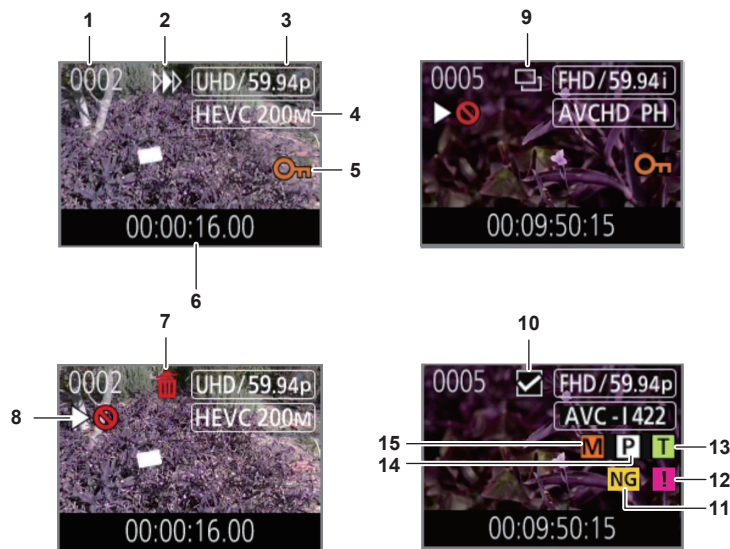 1 2 3
0002 UHD/59.94p
HEVC 200M 4
5
00:00:16.00
6
9
0005 FHD/59.94i
AVCHD PH
00:09:50:15
7
0002 UHD/59.94p
8 HEVC 200M
00:00:16.00
10
0005 FHD/59.94p
AVC-I 422
15 M P T 13
14
NG ! 12
11
00:09:50:15